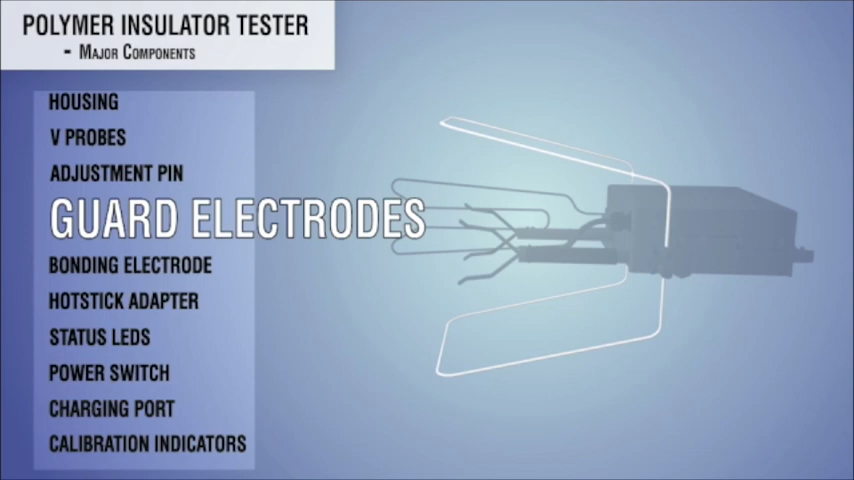 POLYMER INSULATOR TESTER
- MAJOR COMPONENTS
HOUSING
V PROBES
ADJUSTMENT PIN
GUARD ELECTRODES
BONDING ELECTRODE
HOTSTICK ADAPTER
STATUS LEDS
POWER SWITCH
CHARGING PORT
CALIBRATION INDICATORS